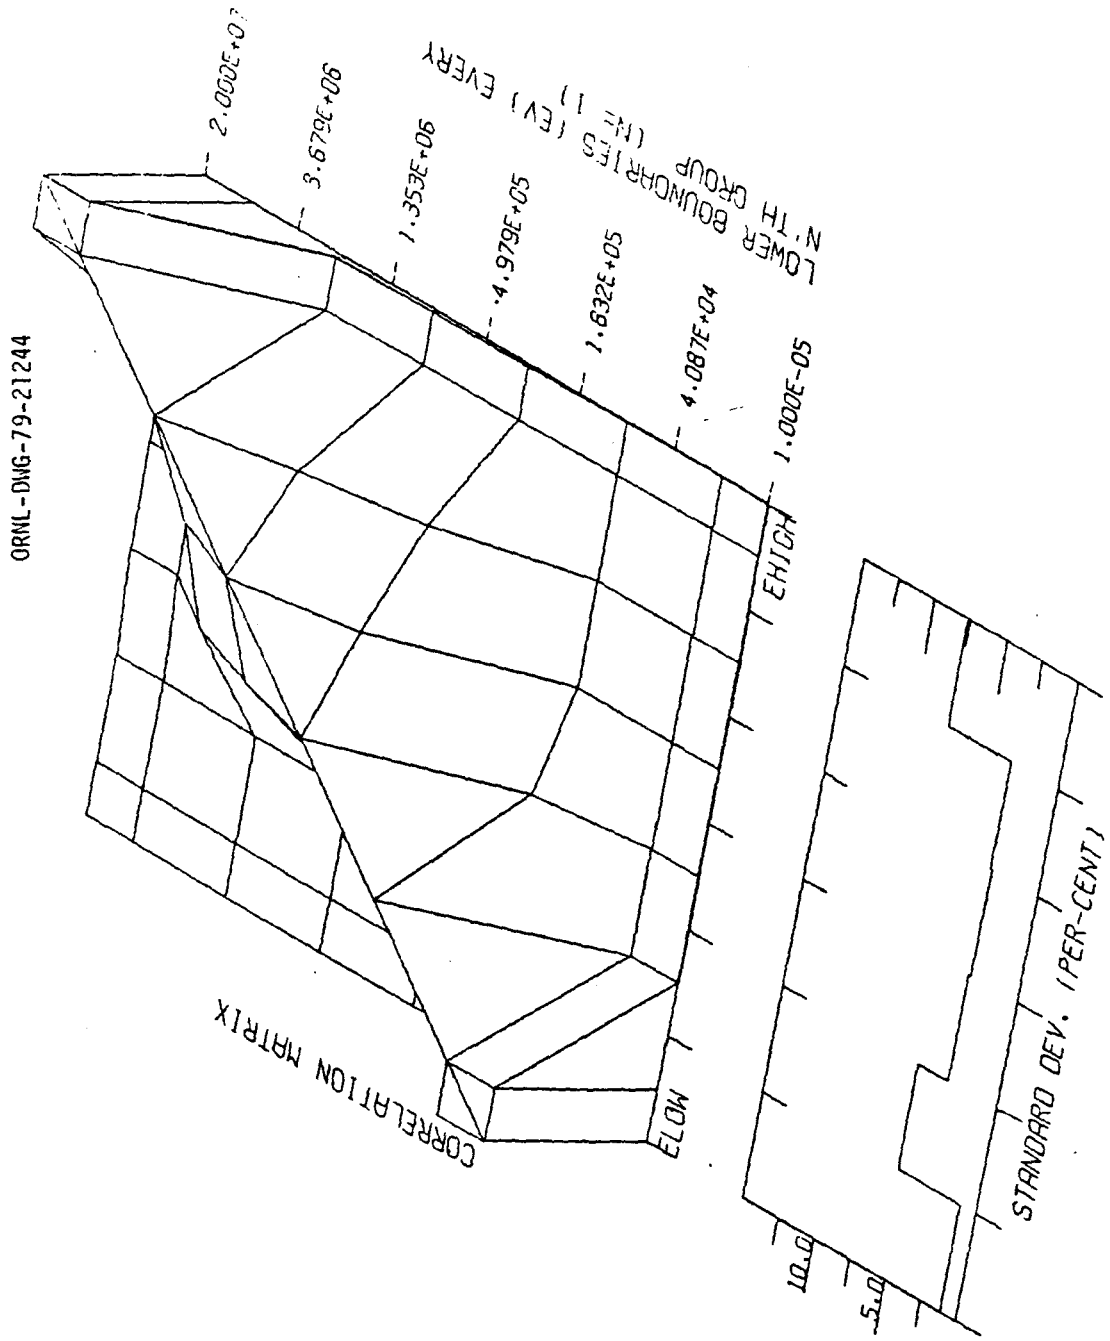 ORNL-DWG-79-21244
CORRELATION MATRIX
2.000E+07
3.679E+06
1.353E+06
4.979E+05
1.832E+05
4.087E+04
1.000E-05
LOWER BOUNDARIES (EV) EVERY
N'TH GROUP (N= 1)
ELOW
EHIGH
10.0
5.0
STANDARD DEV. (PER-CENT)